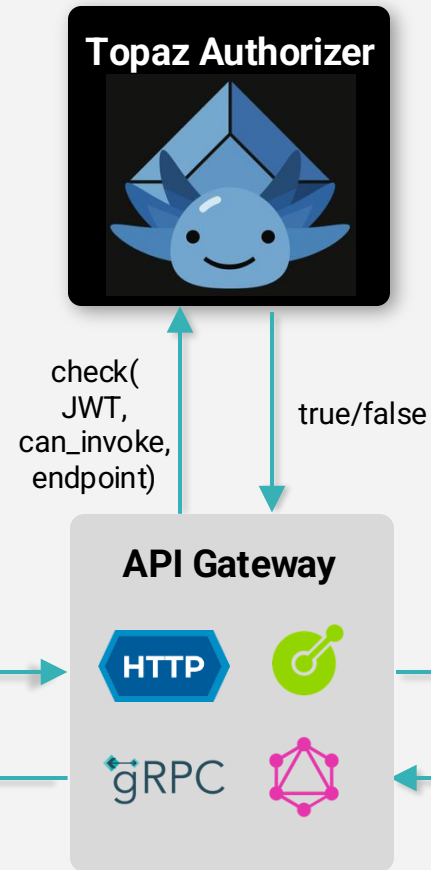 Topaz Authorizer
check(
JWT,
can_invoke,
endpoint)
true/false
API Gateway
HTTP
gRPC